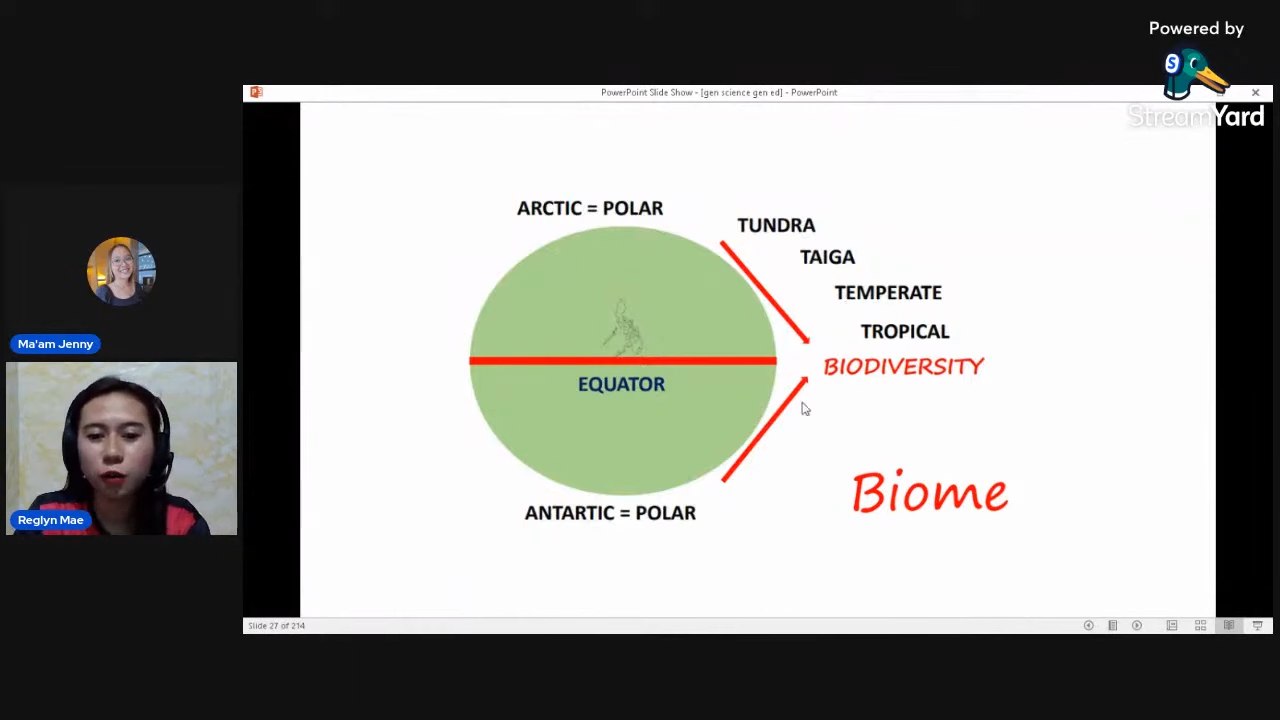 Powered by
StreamYard
PowerPoint Slide Show - [gen science gen ed] - PowerPoint
ARCTIC = POLAR
TUNDRA
TAIGA
TEMPERATE
TROPICAL
BIODIVERSITY
EQUATOR
Biome
ANTARTIC = POLAR
Ma'am Jenny
Reglyn Mae
Slide 27 of 214